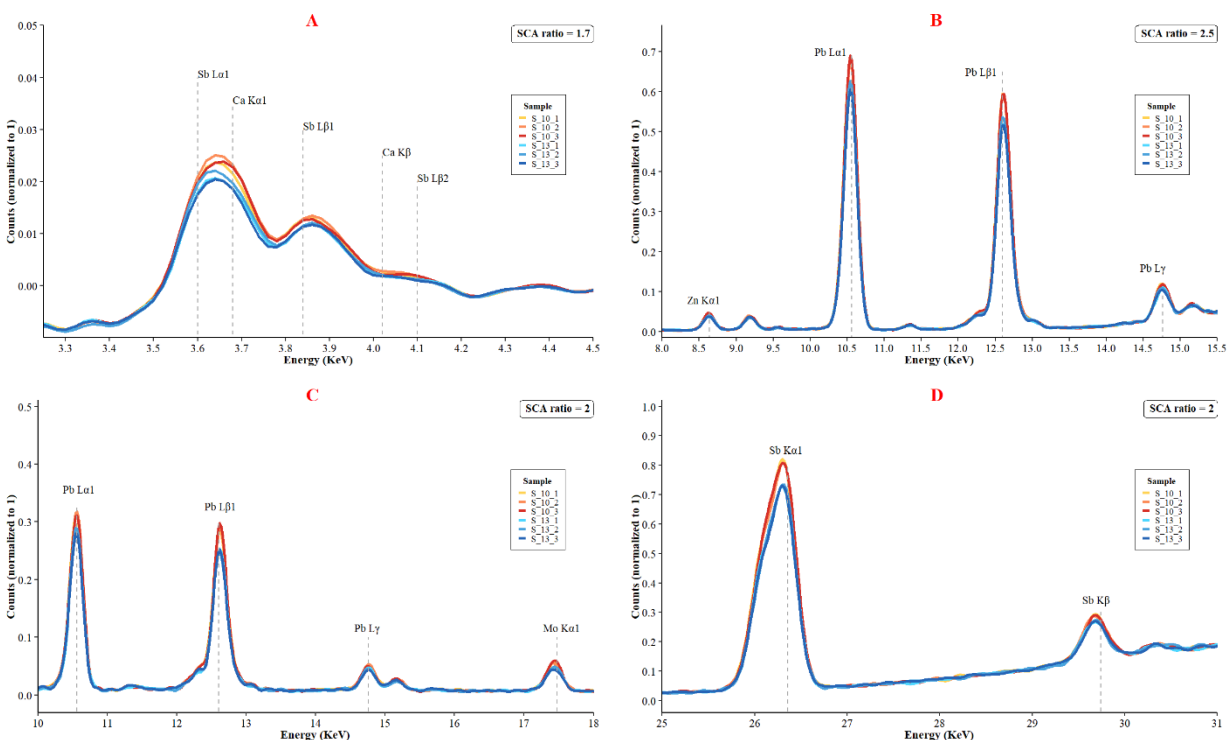 A
SCA ratio = 1.7
Sb Lα1
Ca Kα1
Sb Lβ1
Ca Kβ
Sb Lβ2
Sample
S_10_1
S_10_2
S_10_3
S_13_1
S_13_2
S_13_3
Counts (normalized to 1)
0.05
0.04
0.03
0.02
0.01
0.00
3.3 3.4 3.5 3.6 3.7 3.8 3.9 4.0 4.1 4.2 4.3 4.4 4.5
Energy (KeV)
B
SCA ratio = 2.5
Pb Lα1
Pb Lβ1
Zn Kα1
Pb Lγ
Sample
S_10_1
S_10_2
S_10_3
S_13_1
S_13_2
S_13_3
Counts (normalized to 1)
0.7
0.6
0.5
0.4
0.3
0.2
0.1
0.0
8.0 8.5 9.0 9.5 10.0 10.5 11.0 11.5 12.0 12.5 13.0 13.5 14.0 14.5 15.0 15.5
Energy (KeV)
C
SCA ratio = 2
Pb Lα1
Pb Lβ1
Pb Lγ
Mo Kα1
Sample
S_10_1
S_10_2
S_10_3
S_13_1
S_13_2
S_13_3
Counts (normalized to 1)
0.5
0.4
0.3
0.2
0.1
0.0
10 11 12 13 14 15 16 17 18
Energy (KeV)
D
SCA ratio = 2
Sb Kα1
Sb Kβ
Sample
S_10_1
S_10_2
S_10_3
S_13_1
S_13_2
S_13_3
Counts (normalized to 1)
1.0
0.9
0.8
0.7
0.6
0.5
0.4
0.3
0.2
0.1
0.0
25 26 27 28 29 30 31
Energy (KeV)